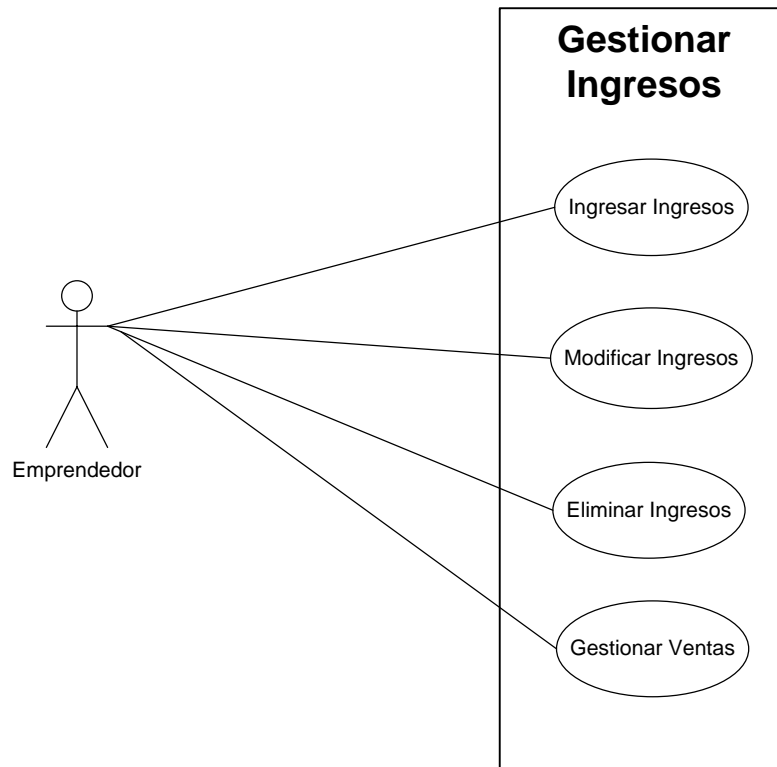 Gestionar
Ingresos
Ingresar Ingresos
Modificar Ingresos
Emprendedor
Eliminar Ingresos
Gestionar Ventas